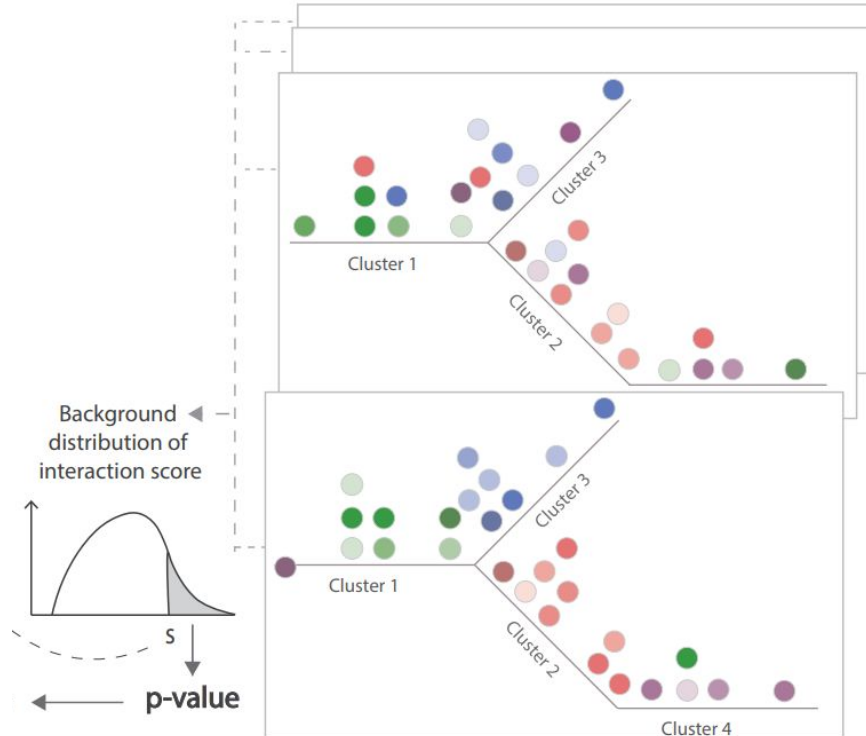 Cluster 3
Cluster 1
Cluster 2
Background
distribution of
interaction score
Cluster 3
Cluster 1
S
Cluster 2
p-value
Cluster 4